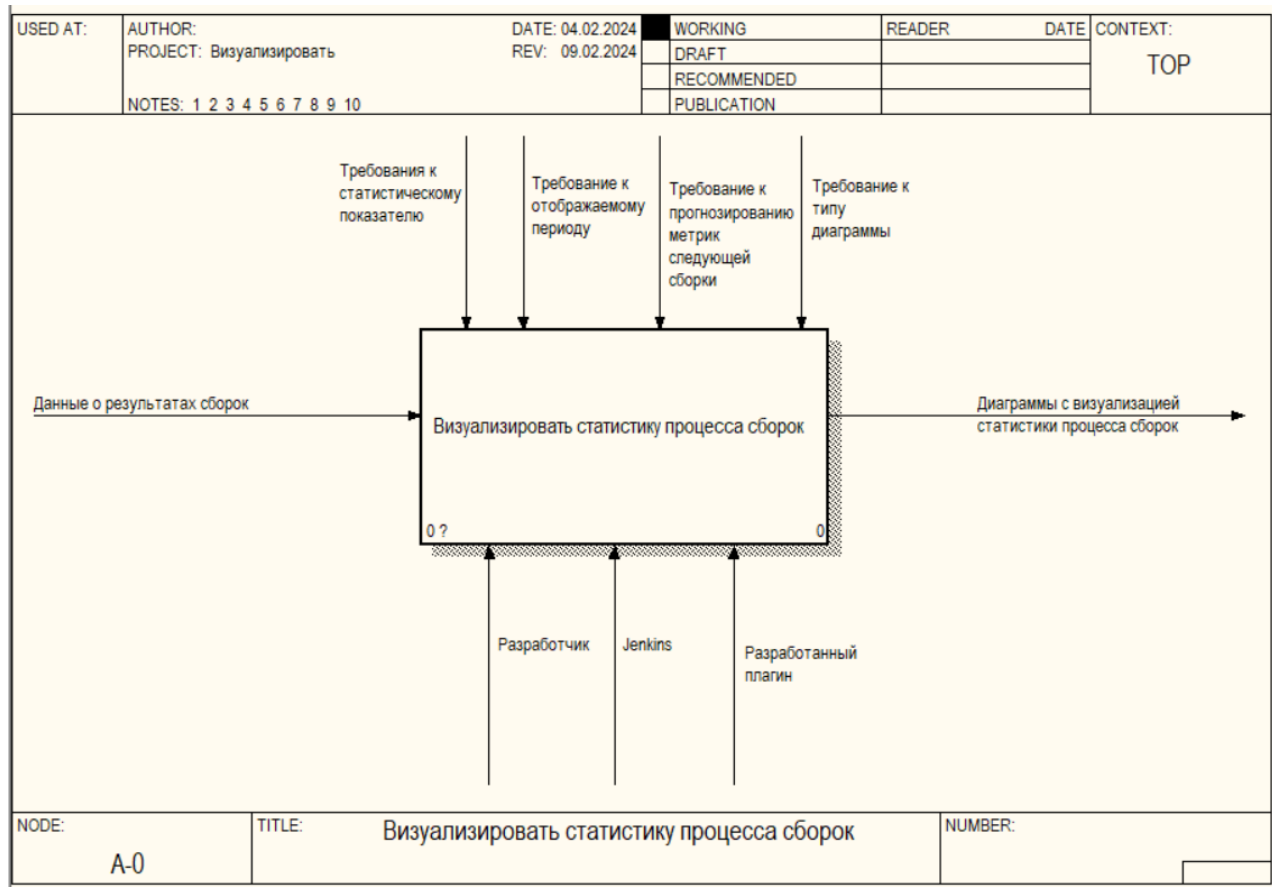 USED AT:
AUTHOR:
DATE: 04.02.2024
PROJECT: Визуализировать
REV: 09.02.2024
NOTES: 1 2 3 4 5 6 7 8 9 10
WORKING
DRAFT
RECOMMENDED
PUBLICATION
READER
DATE
CONTEXT:
TOP
Требования к
статистическому
показателю
Требование к
отображаемому
периоду
Требование к
прогнозированию
метрик
следующей
сборки
Требование к
типу
диаграммы
Данные о результатах сборок
Визуализировать статистику процесса сборок
0 ?
0
Диаграммы с визуализацией
статистики процесса сборок
Разработчик
Jenkins
Разработанный
плагин
NODE:
A-0
TITLE:
Визуализировать статистику процесса сборок
NUMBER: